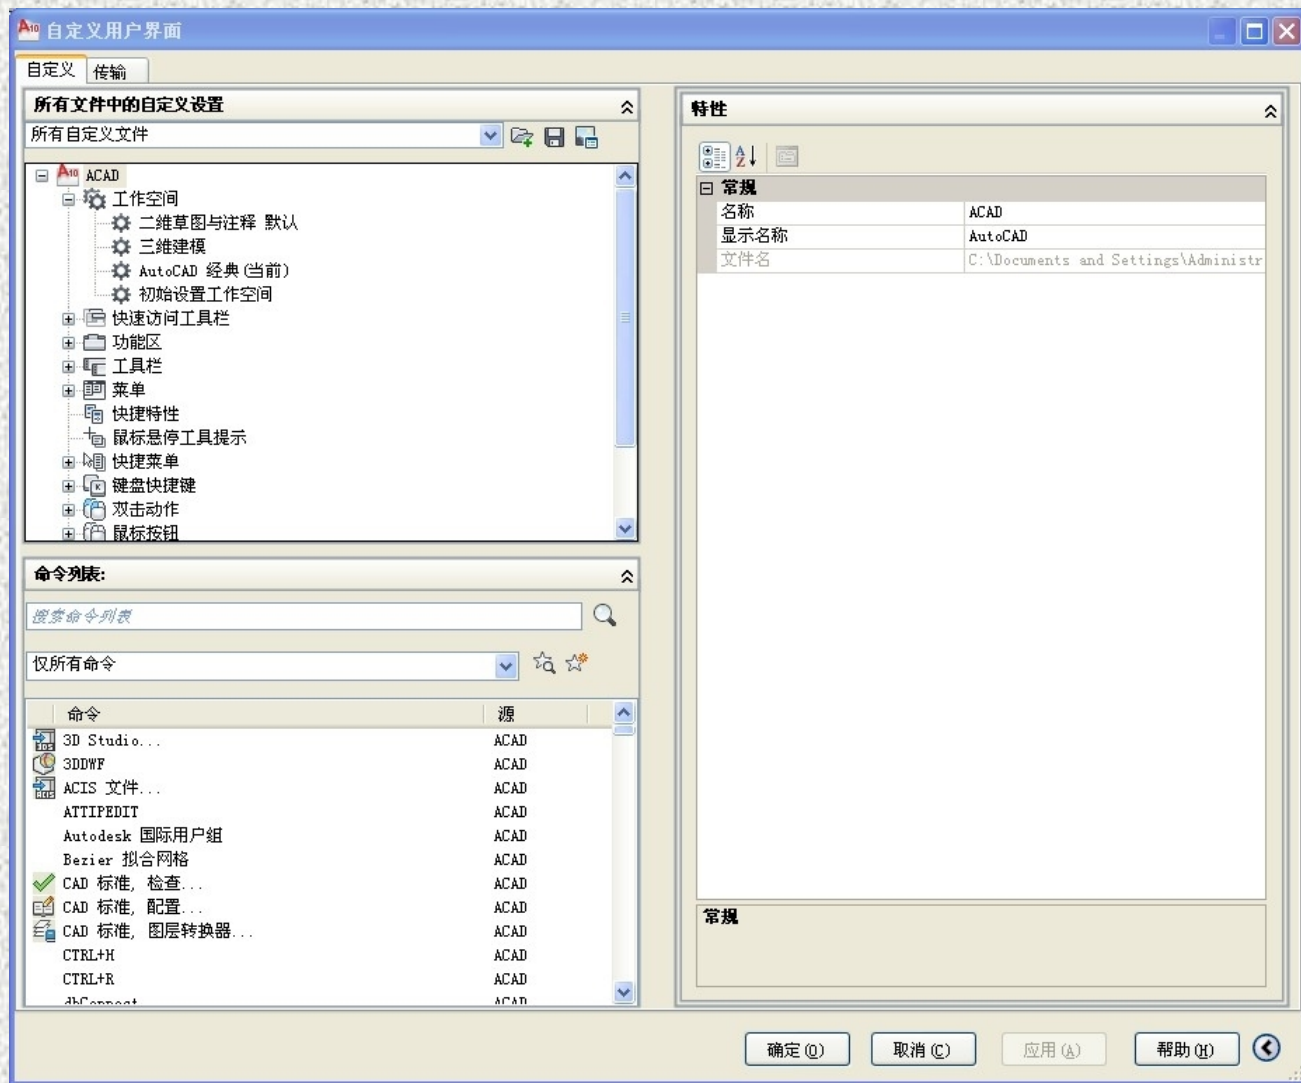 自定义用户界面
自定义
传输
所有文件中的自定义设置
所有自定义文件
ACAD
工作空间
二维草图与注释 默认
三维建模
AutoCAD 经典(当前)
初始设置工作空间
快速访问工具栏
功能区
工具栏
菜单
快捷特性
鼠标悬停工具提示
快捷菜单
键盘快捷键
双击动作
鼠标按钮
命令列表:
搜索命令列表
仅所有命令
命令 源
3D Studio... ACAD
3DDWF ACAD
ACIS 文件... ACAD
ATTIPEDIT ACAD
Autodesk 国际用户组 ACAD
Bezier 拟合网格 ACAD
CAD 标准, 检查... ACAD
CAD 标准, 配置... ACAD
CAD 标准, 图层转换器... ACAD
CTRL+H ACAD
CTRL+R ACAD
dbConnect ACAD
特性
常规
名称 ACAD
显示名称 AutoCAD
文件名 C:\Documents and Settings\Administr
常规
确定(O) 取消(C) 应用(A) 帮助(H)